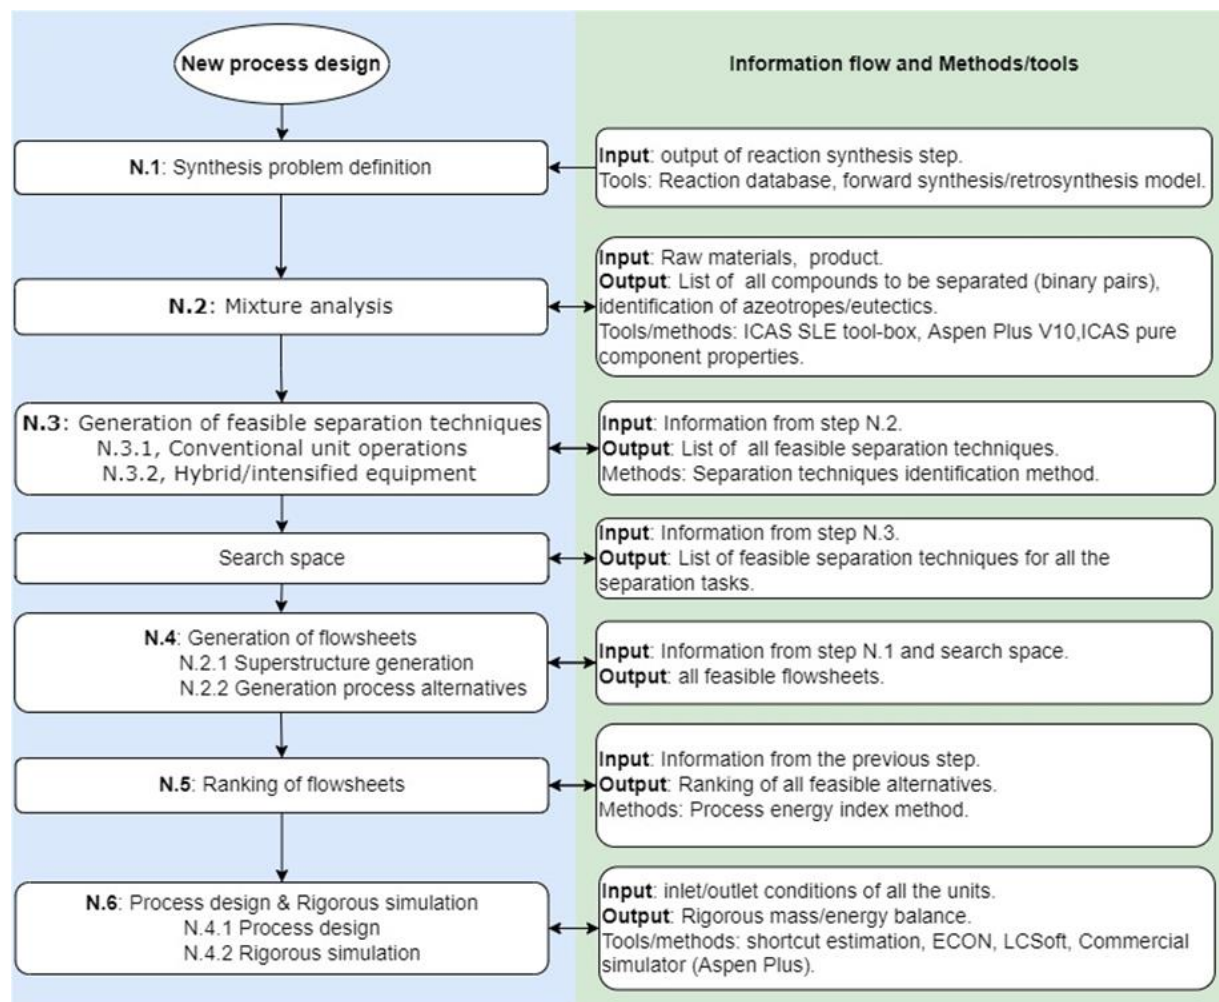 New process design
Information flow and Methods/tools
N.1: Synthesis problem definition
Input: output of reaction synthesis step.
Tools: Reaction database, forward synthesis/retrosynthesis model.
N.2: Mixture analysis
Input: Raw materials, product.
Output: List of all compounds to be separated (binary pairs),
identification of azeotropes/eutectics.
Tools/methods: ICAS SLE tool-box, Aspen Plus V10,ICAS pure
component properties.
N.3: Generation of feasible separation techniques
N.3.1, Conventional unit operations
N.3.2, Hybrid/intensified equipment
Input: Information from step N.2.
Output: List of all feasible separation techniques.
Methods: Separation techniques identification method.
Search space
Input: Information from step N.3.
Output: List of feasible separation techniques for all the
separation tasks.
N.4: Generation of flowsheets
N.2.1 Superstructure generation
N.2.2 Generation process alternatives
Input: Information from step N.1 and search space.
Output: all feasible flowsheets.
N.5: Ranking of flowsheets
Input: Information from the previous step.
Output: Ranking of all feasible alternatives.
Methods: Process energy index method.
N.6: Process design & Rigorous simulation
N.4.1 Process design
N.4.2 Rigorous simulation
Input: inlet/outlet conditions of all the units.
Output: Rigorous mass/energy balance.
Tools/methods: shortcut estimation, ECON, LCSoft, Commercial
simulator (Aspen Plus).